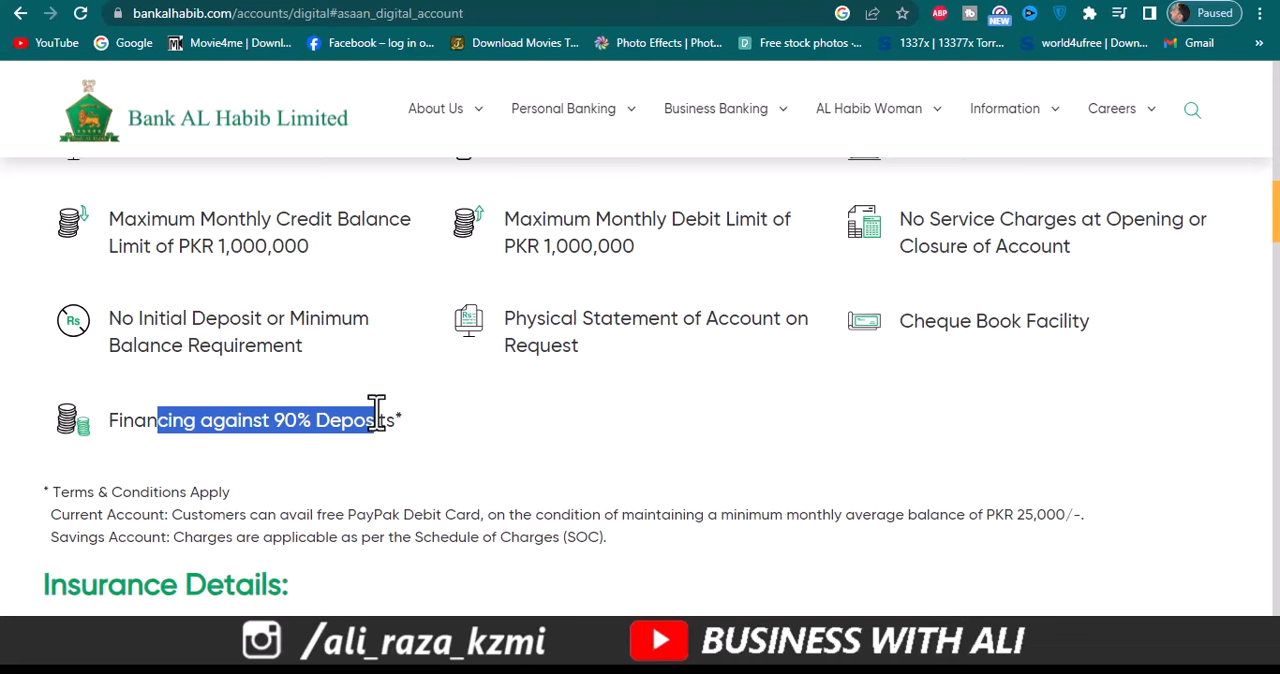 bankalhabib.com/accounts/digital#asaan_digital_account
ABP
NEW
Paused
YouTube
Google
Movie4me | Downl...
Facebook – log in o...
Download Movies T...
Photo Effects | Phot...
Free stock photos ·...
1337x | 13377x Torr...
world4ufree | Down...
Gmail
»
Bank AL Habib Limited
About Us
Personal Banking
Business Banking
AL Habib Woman
Information
Careers
Maximum Monthly Credit Balance
Limit of PKR 1,000,000
Maximum Monthly Debit Limit of
PKR 1,000,000
No Service Charges at Opening or
Closure of Account
Rs
No Initial Deposit or Minimum
Balance Requirement
Rs
Physical Statement of Account on
Request
Cheque Book Facility
Financing against 90% Deposits*
* Terms & Conditions Apply
Current Account: Customers can avail free PayPak Debit Card, on the condition of maintaining a minimum monthly average balance of PKR 25,000/-.
Savings Account: Charges are applicable as per the Schedule of Charges (SOC).
Insurance Details:
/ali_raza_kzmi
BUSINESS WITH ALI